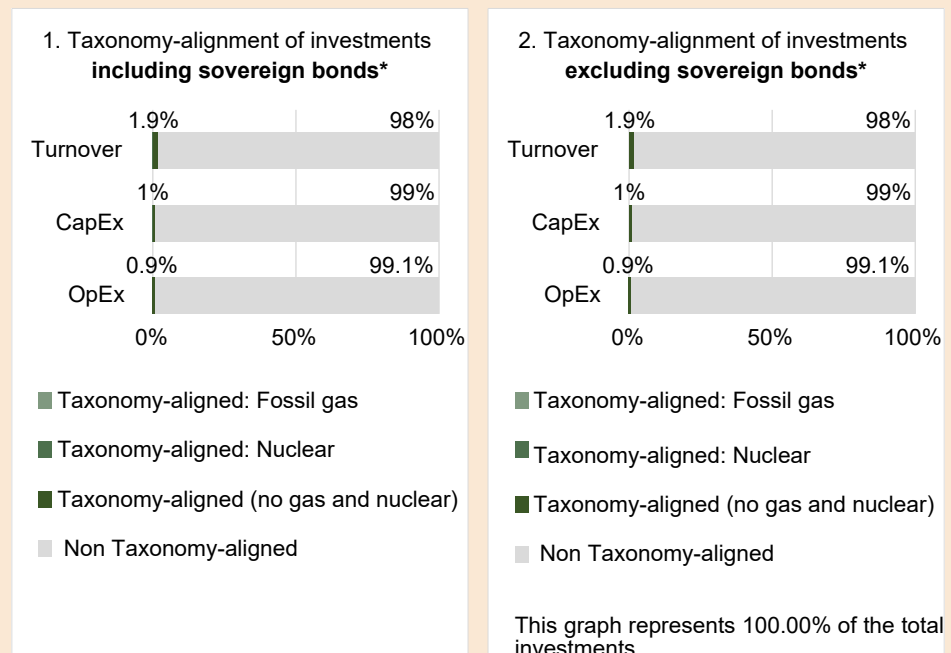 1. Taxonomy-alignment of investments
including sovereign bonds*
1.9% 98%
Turnover
1% 99%
CapEx
0.9% 99.1%
OpEx
0% 50% 100%
Taxonomy-aligned: Fossil gas
Taxonomy-aligned: Nuclear
Taxonomy-aligned (no gas and nuclear)
Non Taxonomy-aligned
2. Taxonomy-alignment of investments
excluding sovereign bonds*
1.9% 98%
Turnover
1% 99%
CapEx
0.9% 99.1%
OpEx
0% 50% 100%
Taxonomy-aligned: Fossil gas
Taxonomy-aligned: Nuclear
Taxonomy-aligned (no gas and nuclear)
Non Taxonomy-aligned
This graph represents 100.00% of the total
investments